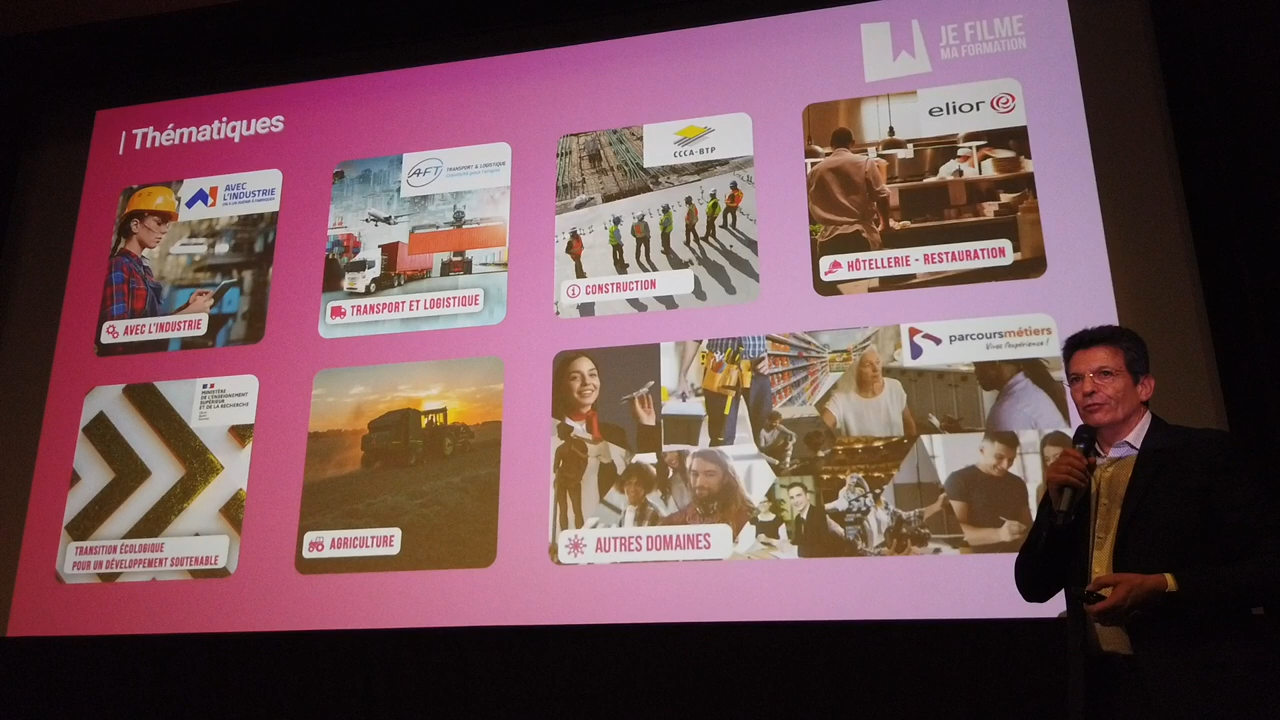 JE FILME
MA FORMATION
| Thématiques
AVEC
L'INDUSTRIE
AVEC L'INDUSTRIE
AFT
TRANSPORT & LOGISTIQUE
TRANSPORT ET LOGISTIQUE
CCCA-BTP
CONSTRUCTION
elior
HÔTELLERIE - RESTAURATION
MINISTÈRE
DE L'ENSEIGNEMENT
SUPÉRIEUR
ET DE LA RECHERCHE
TRANSITION ÉCOLOGIQUE
POUR UN DÉVELOPPEMENT SOUTENABLE
AGRICULTURE
parcoursmétiers
Vivez l'expérience !
AUTRES DOMAINES